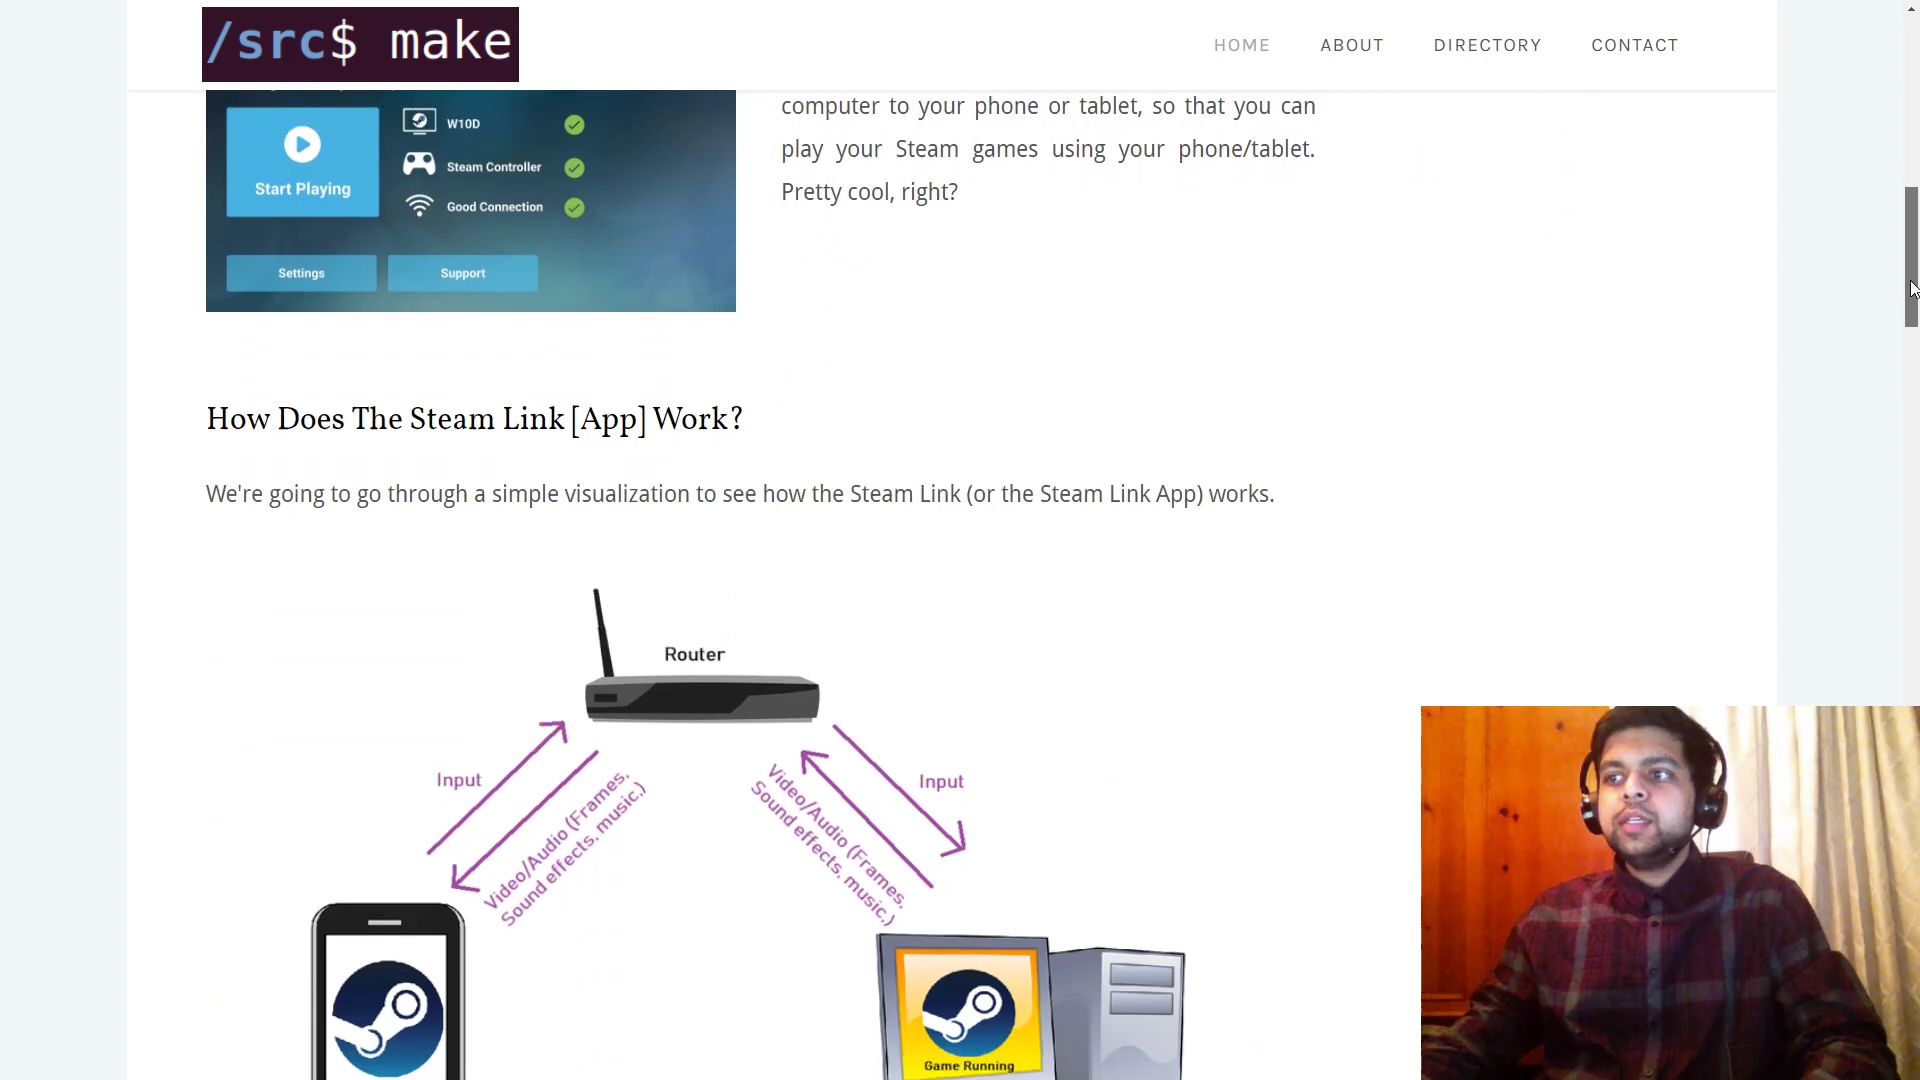 /src$ make
HOME ABOUT DIRECTORY CONTACT
W10D
Steam Controller
Good Connection
Start Playing
Settings
Support
computer to your phone or tablet, so that you can
play your Steam games using your phone/tablet.
Pretty cool, right?
How Does The Steam Link [App] Work?
We're going to go through a simple visualization to see how the Steam Link (or the Steam Link App) works.
Router
Input
Video/Audio (Frames,
Sound effects, music.)
Video/Audio (Frames,
Sound effects, music.)
Input
Game Running